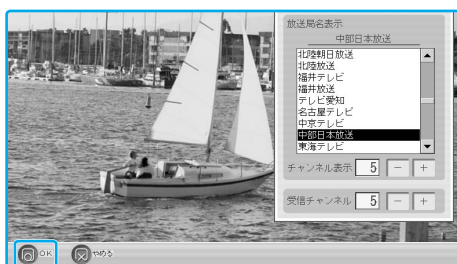 放送局名表示
中部日本放送
北陸朝日放送
北陸放送
福井テレビ
福井放送
テレビ愛知
名古屋テレビ
中京テレビ
中部日本放送
東海テレビ
チャンネル表示 5 － ＋
受信チャンネル 5 － ＋
OK やめる